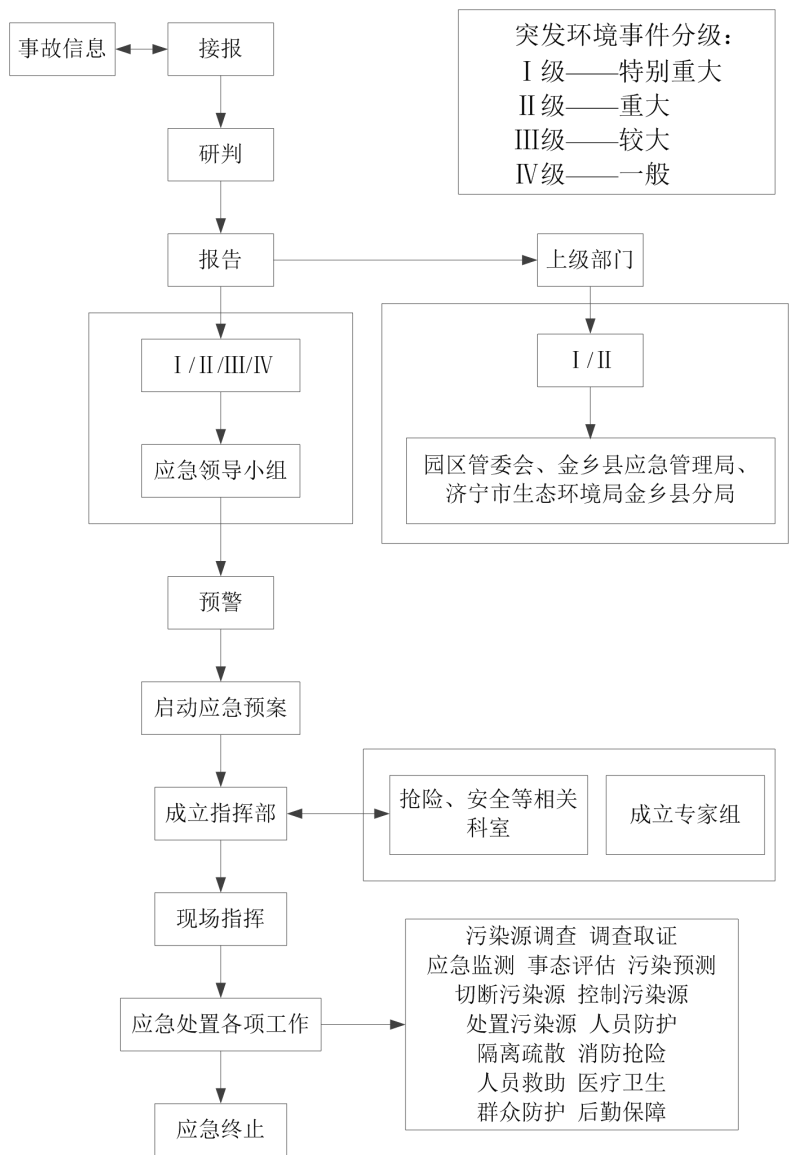 事故信息
接报
突发环境事件分级：
Ⅰ级——特别重大
Ⅱ级——重大
Ⅲ级——较大
Ⅳ级——一般
研判
报告
上级部门
Ⅰ/Ⅱ/Ⅲ/Ⅳ
Ⅰ/Ⅱ
应急领导小组
园区管委会、金乡县应急管理局、
济宁市生态环境局金乡县分局
预警
启动应急预案
成立指挥部
抢险、安全等相关
科室
成立专家组
现场指挥
应急处置各项工作
污染源调查 调查取证
应急监测 事态评估 污染预测
切断污染源 控制污染源
处置污染源 人员防护
隔离疏散 消防抢险
人员救助 医疗卫生
群众防护 后勤保障
应急终止